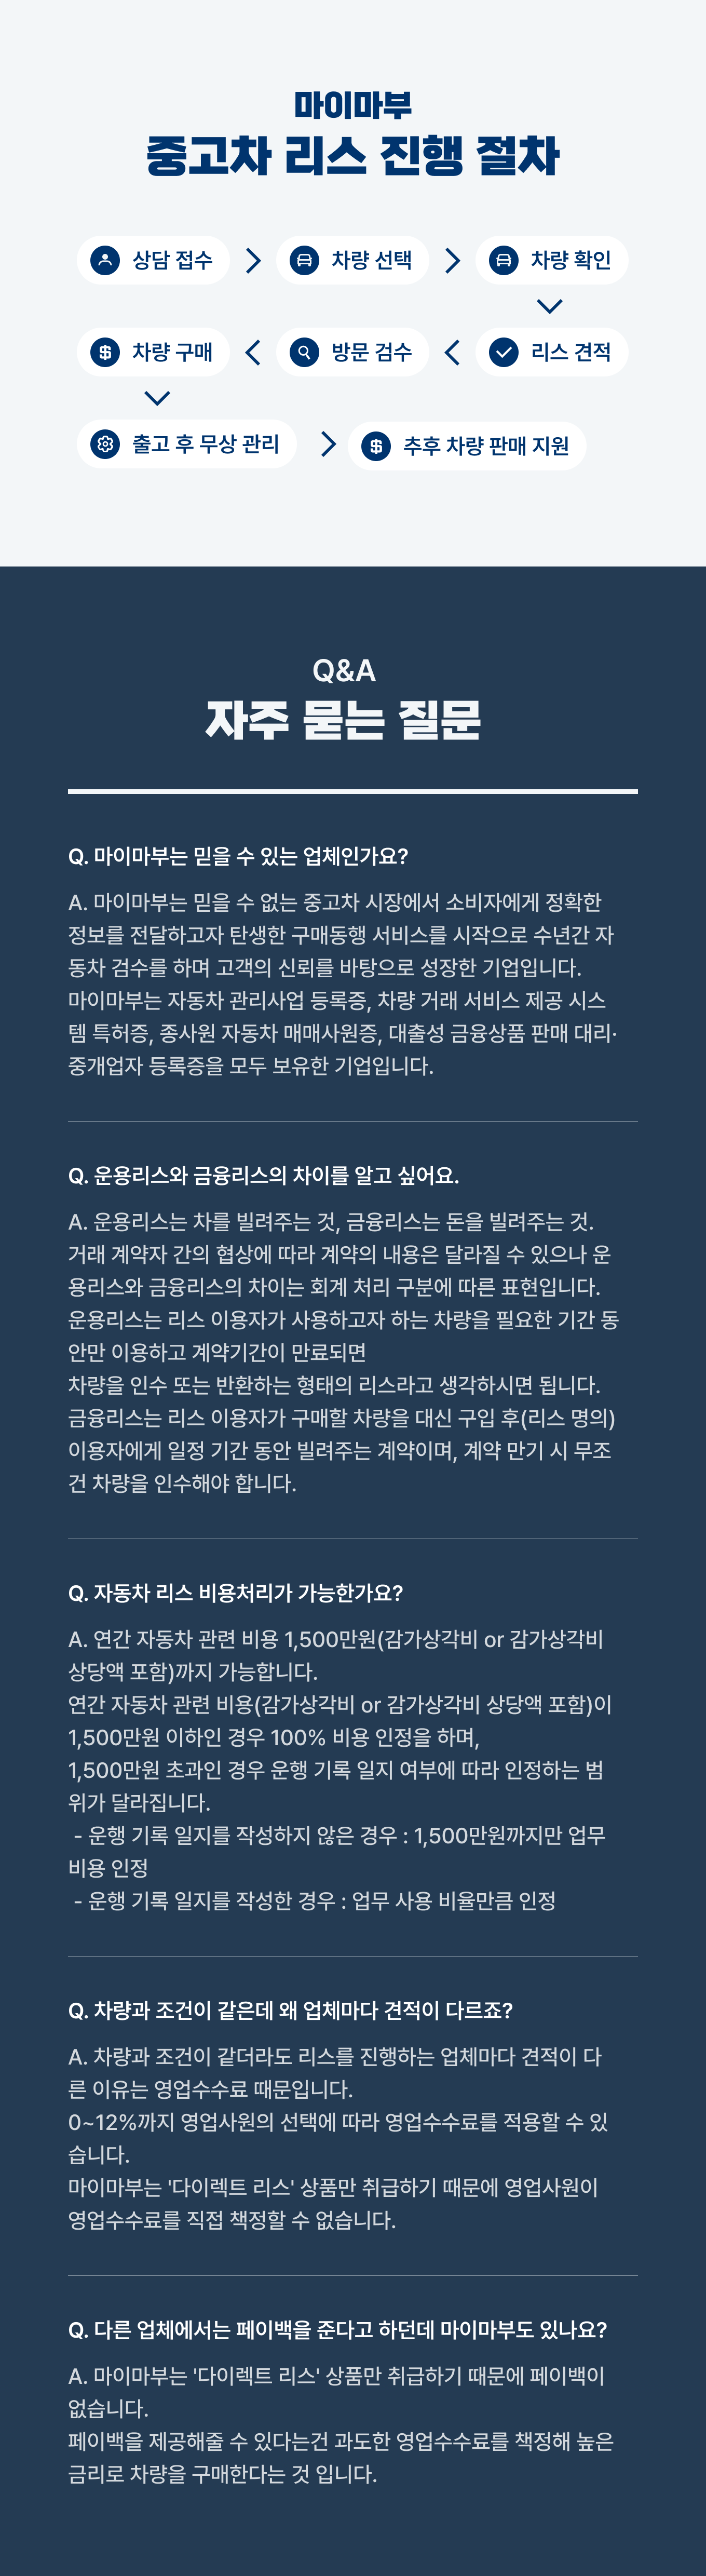 마이마부
중고차 리스 진행 절차
상담 접수
차량 선택
차량 확인
리스 견적
방문 검수
차량 구매
출고 후 무상 관리
추후 차량 판매 지원
Q&A
자주 묻는 질문
Q. 마이마부는 믿을 수 있는 업체인가요?
A. 마이마부는 믿을 수 없는 중고차 시장에서 소비자에게 정확한
정보를 전달하고자 탄생한 구매동행 서비스를 시작으로 수년간 자
동차 검수를 하며 고객의 신뢰를 바탕으로 성장한 기업입니다.
마이마부는 자동차 관리사업 등록증, 차량 거래 서비스 제공 시스
템 특허증, 종사원 자동차 매매사원증, 대출성 금융상품 판매 대리·
중개업자 등록증을 모두 보유한 기업입니다.
Q. 운용리스와 금융리스의 차이를 알고 싶어요.
A. 운용리스는 차를 빌려주는 것, 금융리스는 돈을 빌려주는 것.
거래 계약자 간의 협상에 따라 계약의 내용은 달라질 수 있으나 운
용리스와 금융리스의 차이는 회계 처리 구분에 따른 표현입니다.
운용리스는 리스 이용자가 사용하고자 하는 차량을 필요한 기간 동
안만 이용하고 계약기간이 만료되면
차량을 인수 또는 반환하는 형태의 리스라고 생각하시면 됩니다.
금융리스는 리스 이용자가 구매할 차량을 대신 구입 후(리스 명의)
이용자에게 일정 기간 동안 빌려주는 계약이며, 계약 만기 시 무조
건 차량을 인수해야 합니다.
Q. 자동차 리스 비용처리가 가능한가요?
A. 연간 자동차 관련 비용 1,500만원(감가상각비 or 감가상각비
상당액 포함)까지 가능합니다.
연간 자동차 관련 비용(감가상각비 or 감가상각비 상당액 포함)이
1,500만원 이하인 경우 100% 비용 인정을 하며,
1,500만원 초과인 경우 운행 기록 일지 여부에 따라 인정하는 범
위가 달라집니다.
- 운행 기록 일지를 작성하지 않은 경우 : 1,500만원까지만 업무
비용 인정
- 운행 기록 일지를 작성한 경우 : 업무 사용 비율만큼 인정
Q. 차량과 조건이 같은데 왜 업체마다 견적이 다르죠?
A. 차량과 조건이 같더라도 리스를 진행하는 업체마다 견적이 다
른 이유는 영업수수료 때문입니다.
0~12%까지 영업사원의 선택에 따라 영업수수료를 적용할 수 있
습니다.
마이마부는 '다이렉트 리스' 상품만 취급하기 때문에 영업사원이
영업수수료를 직접 책정할 수 없습니다.
Q. 다른 업체에서는 페이백을 준다고 하던데 마이마부도 있나요?
A. 마이마부는 '다이렉트 리스' 상품만 취급하기 때문에 페이백이
없습니다.
페이백을 제공해줄 수 있다는건 과도한 영업수수료를 책정해 높은
금리로 차량을 구매한다는 것 입니다.